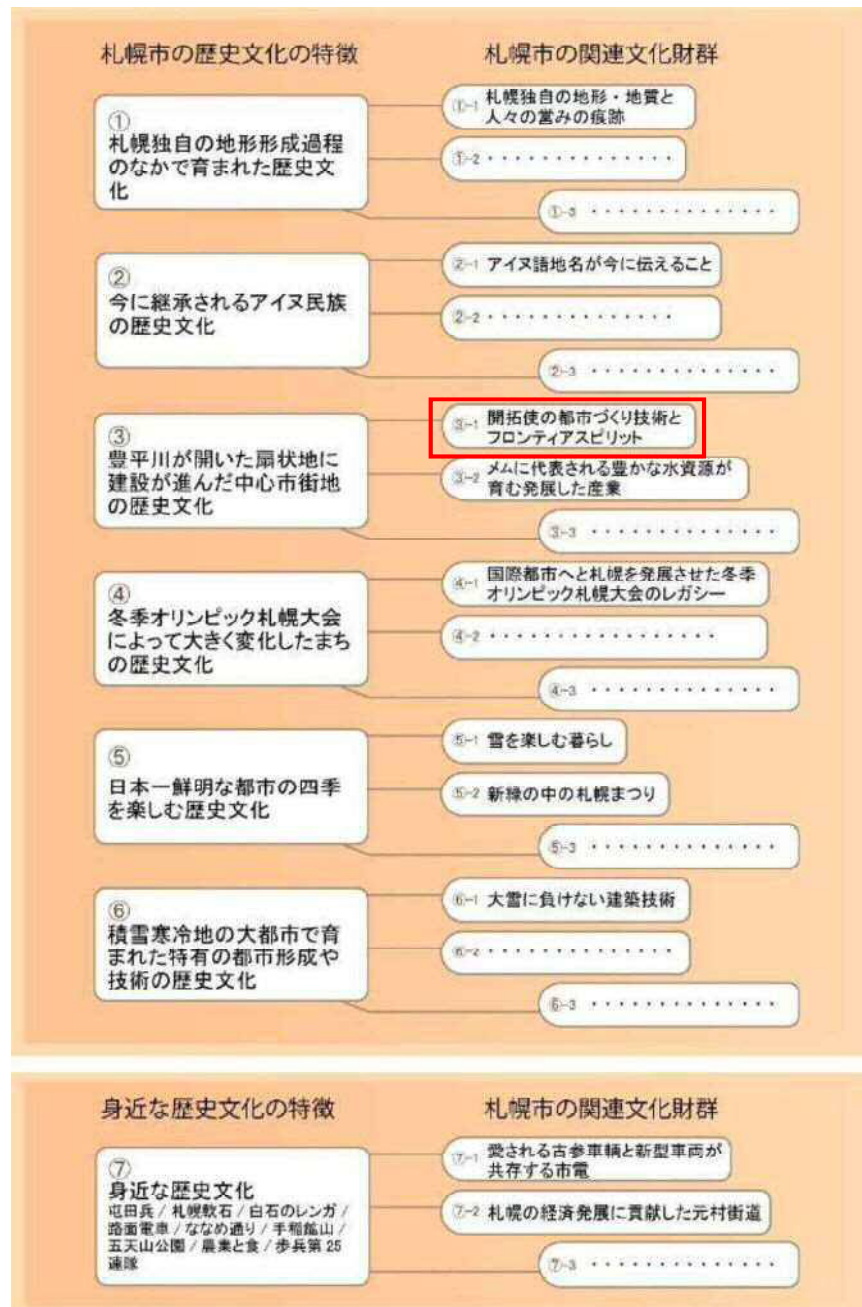 札幌市の歴史文化の特徴
札幌市の関連文化財群
①
札幌独自の地形形成過程
のなかで育まれた歴史文
化
①-1 札幌独自の地形・地質と
人々の営みの痕跡
①-2 ・・・・・・・・・・・・・・
①-3 ・・・・・・・・・・・・・・
②
今に継承されるアイヌ民族
の歴史文化
②-1 アイヌ語地名が今に伝えること
②-2 ・・・・・・・・・・・・・・
②-3 ・・・・・・・・・・・・・・
③
豊平川が開いた扇状地に
建設が進んだ中心市街地
の歴史文化
③-1 開拓使の都市づくり技術と
フロンティアスピリット
③-2 メムに代表される豊かな水資源が
育む発展した産業
③-3 ・・・・・・・・・・・・・・
④
冬季オリンピック札幌大会
によって大きく変化したまち
の歴史文化
④-1 国際都市へと札幌を発展させた冬季
オリンピック札幌大会のレガシー
④-2 ・・・・・・・・・・・・・・・・・
④-3 ・・・・・・・・・・・・・・
⑤
日本一鮮明な都市の四季
を楽しむ歴史文化
⑤-1 雪を楽しむ暮らし
⑤-2 新緑の中の札幌まつり
⑤-3 ・・・・・・・・・・・・・・
⑥
積雪寒冷地の大都市で育
まれた特有の都市形成や
技術の歴史文化
⑥-1 大雪に負けない建築技術
⑥-2 ・・・・・・・・・・・・・・
⑥-3 ・・・・・・・・・・・・・・
身近な歴史文化の特徴
札幌市の関連文化財群
⑦
身近な歴史文化
屯田兵 / 札幌軟石 / 白石のレンガ /
路面電車 / ななめ通り / 手稲鉱山 /
五天山公園 / 農業と食 / 歩兵第 25
連隊
⑦-1 愛される古参車輌と新型車両が
共存する市電
⑦-2 札幌の経済発展に貢献した元村街道
⑦-3 ・・・・・・・・・・・・・・